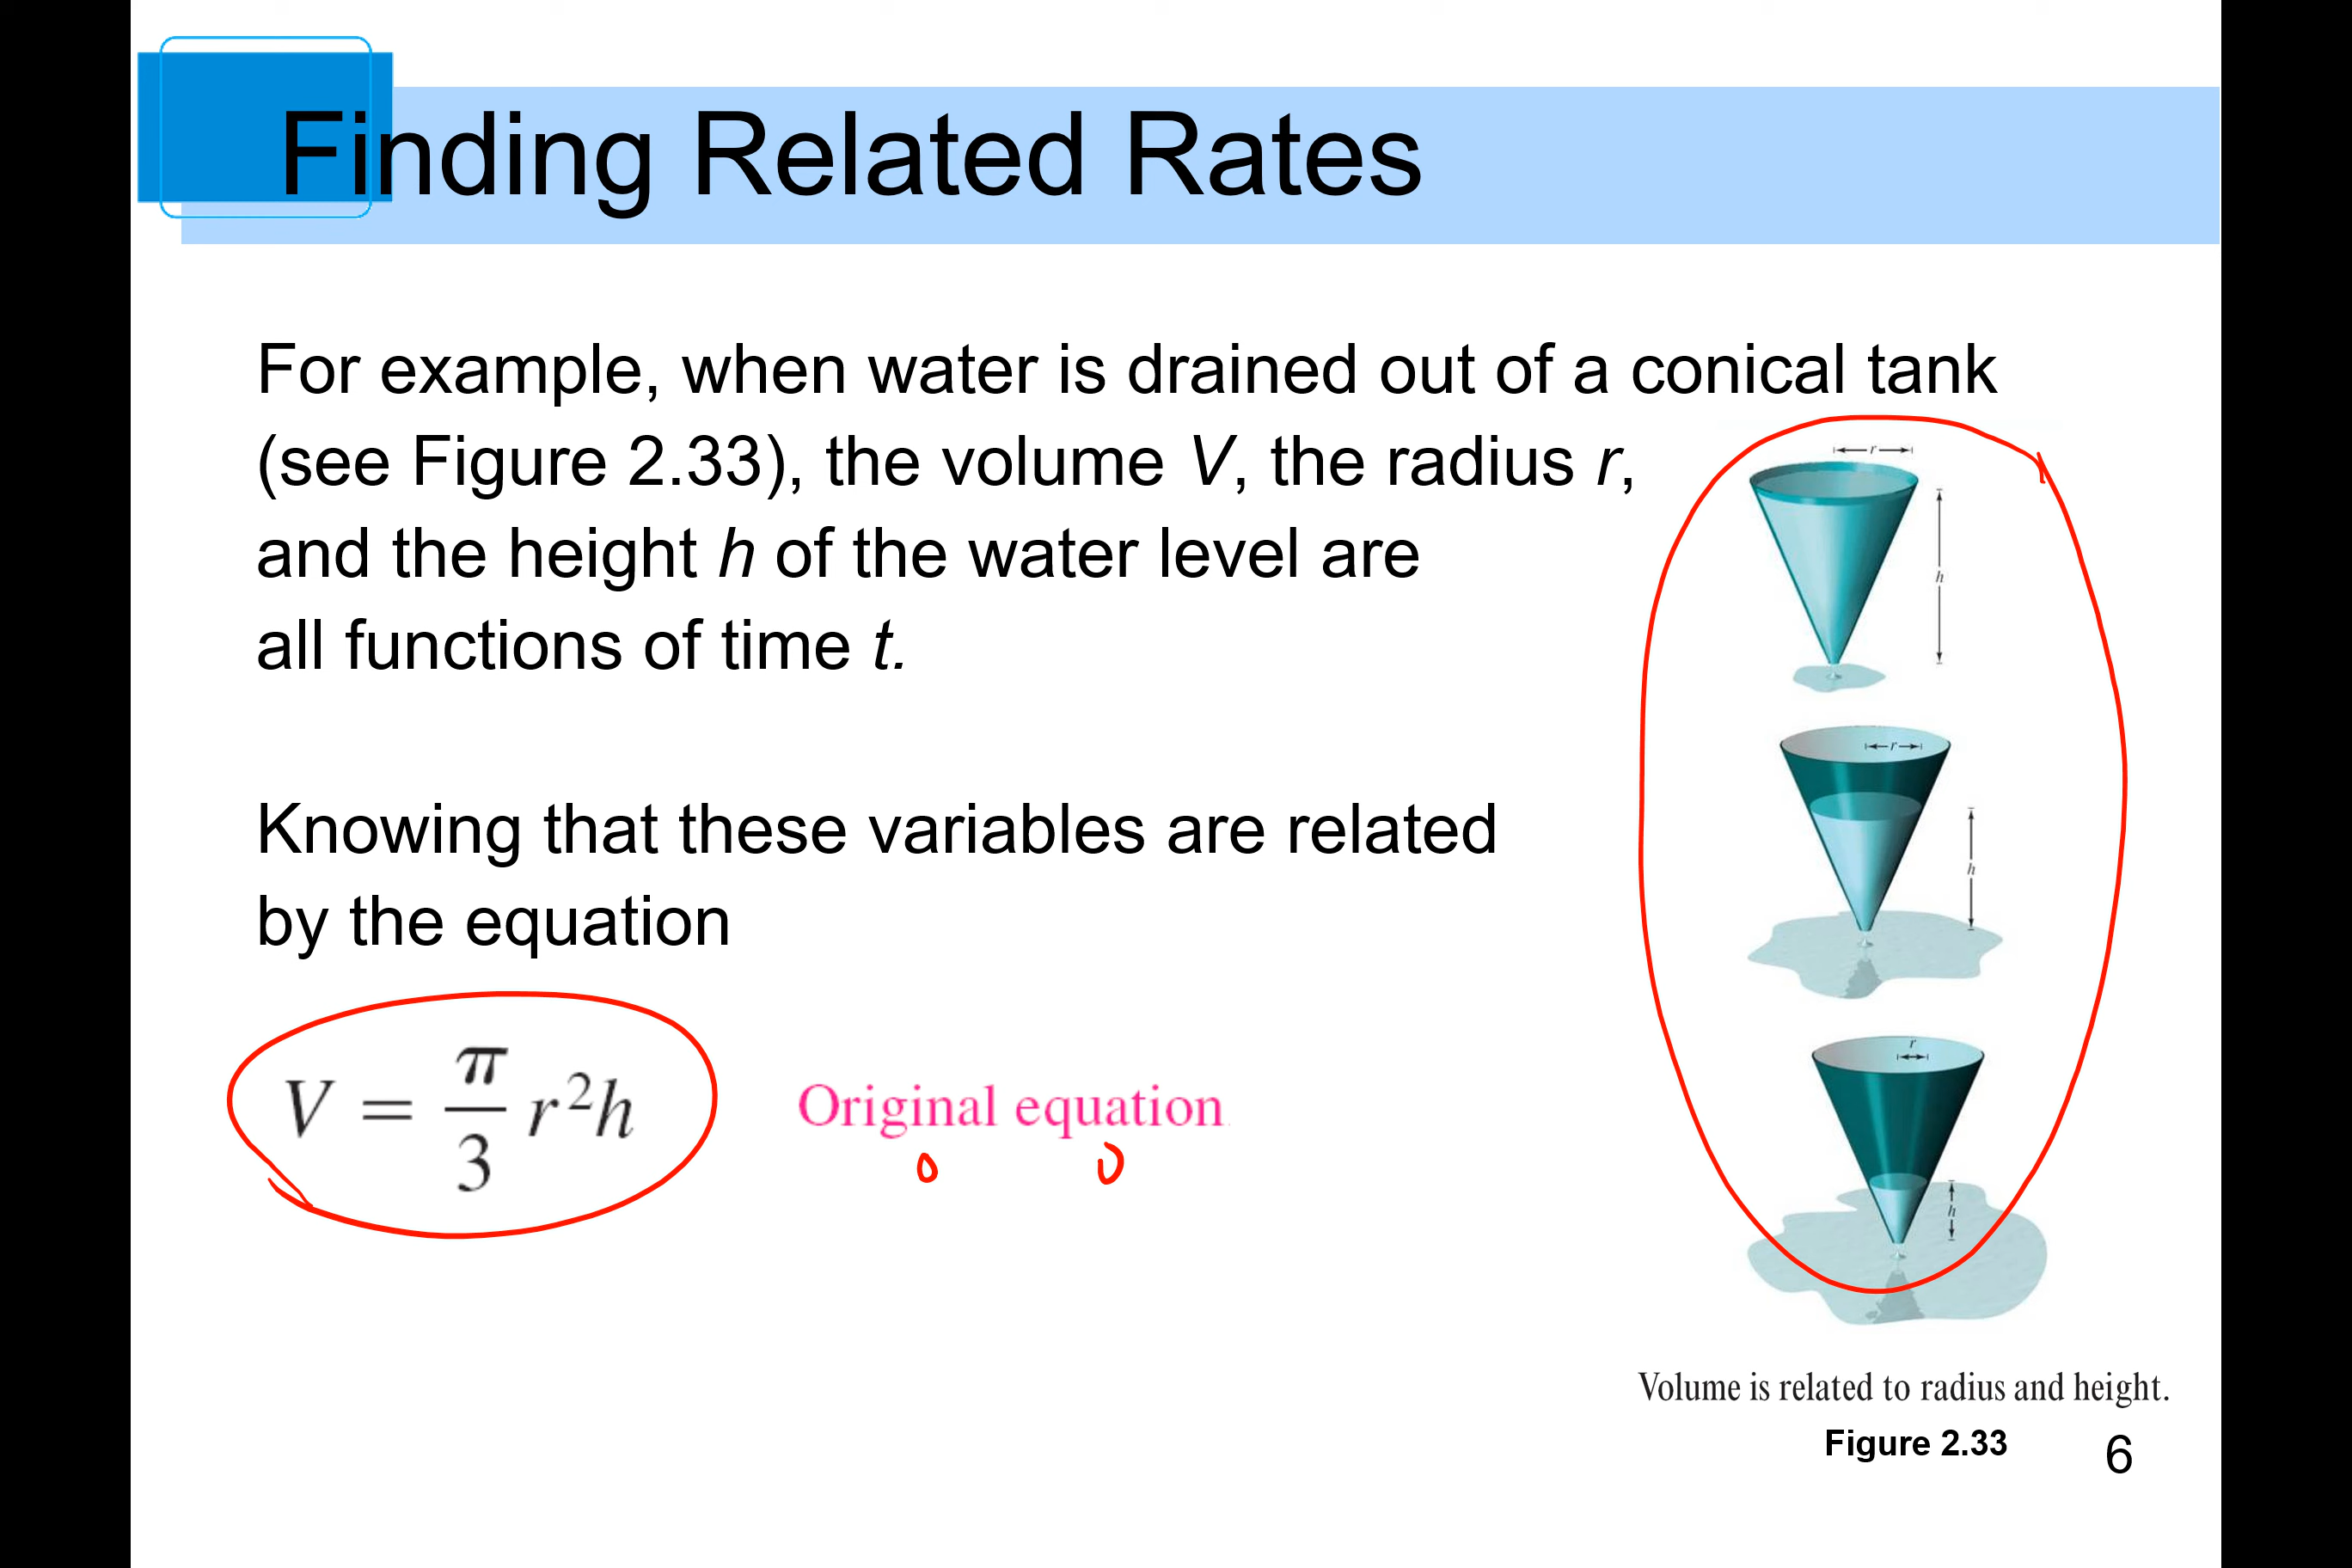 Finding Related Rates
For example, when water is drained out of a conical tank
(see Figure 2.33), the volume V, the radius r,
and the height h of the water level are
all functions of time t.
Knowing that these variables are related
by the equation
V = π/3 r²h
Original equation
r
h
r
h
r
h
Volume is related to radius and height.
Figure 2.33
6